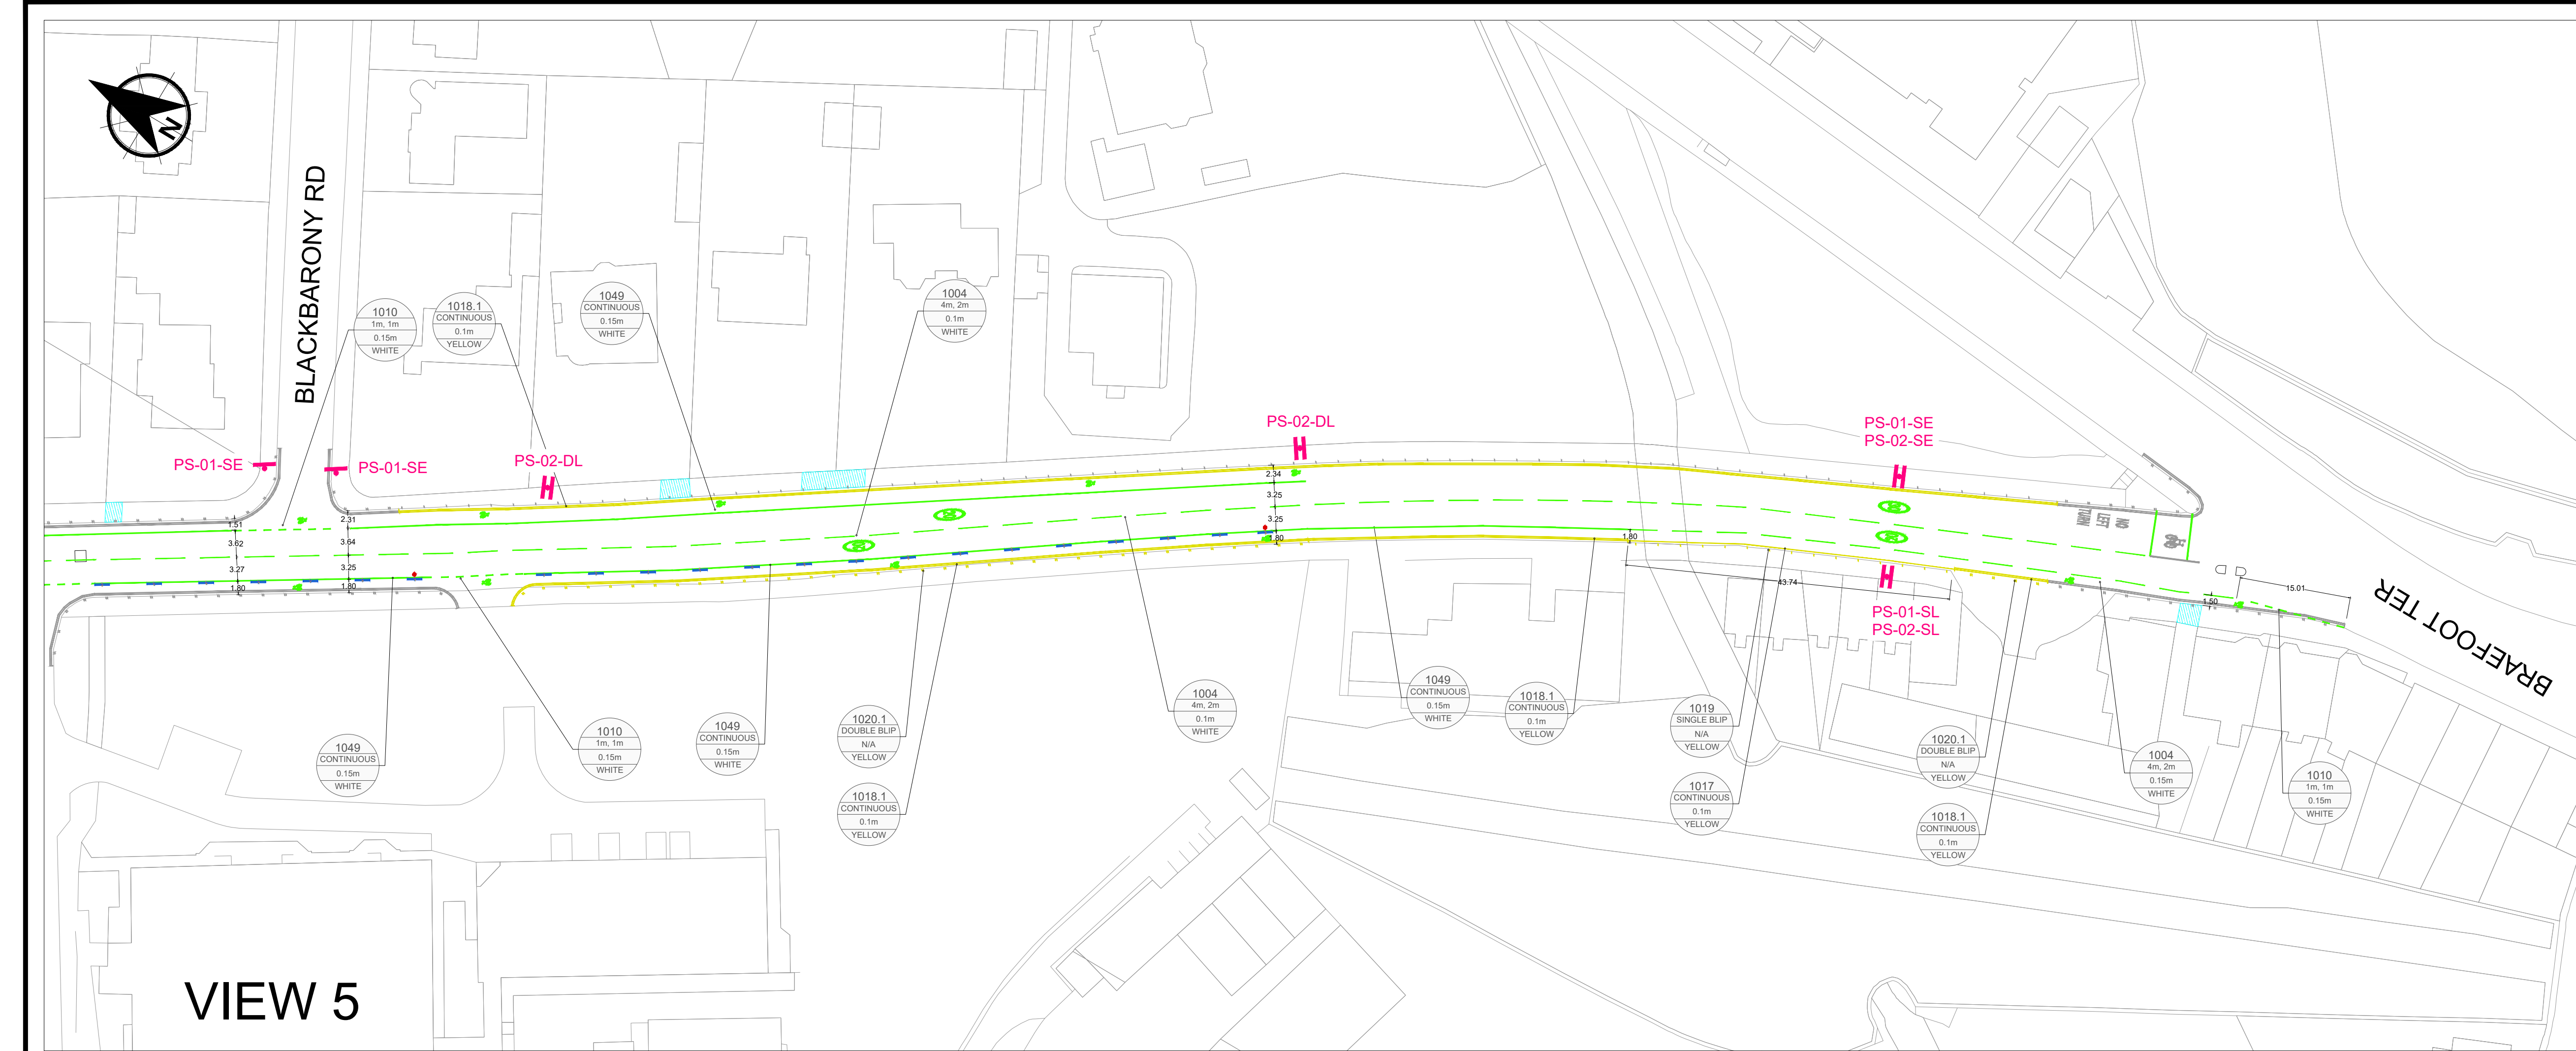 N
BLACKBARONY RD
1010
1m, 1m
0.15m
WHITE
1018.1
CONTINUOUS
0.1m
YELLOW
1049
CONTINUOUS
0.15m
WHITE
1004
4m, 2m
0.1m
WHITE
PS-01-SE
PS-01-SE
PS-02-DL
PS-02-DL
PS-01-SE
PS-02-SE
1.51
3.62
3.27
1.80
2.31
3.64
3.25
1.80
2.34
3.25
3.25
1.80
1.80
43.74
NO
LEFT
TURN
1.50
15.01
PS-01-SL
PS-02-SL
BRAEFOOT TER
1049
CONTINUOUS
0.15m
WHITE
1010
1m, 1m
0.15m
WHITE
1049
CONTINUOUS
0.15m
WHITE
1020.1
DOUBLE BLIP
N/A
YELLOW
1018.1
CONTINUOUS
0.1m
YELLOW
1004
4m, 2m
0.1m
WHITE
1049
CONTINUOUS
0.15m
WHITE
1018.1
CONTINUOUS
0.1m
YELLOW
1019
SINGLE BLIP
N/A
YELLOW
1017
CONTINUOUS
0.1m
YELLOW
1020.1
DOUBLE BLIP
N/A
YELLOW
1018.1
CONTINUOUS
0.1m
YELLOW
1004
4m, 2m
0.15m
WHITE
1010
1m, 1m
0.15m
WHITE
VIEW 5